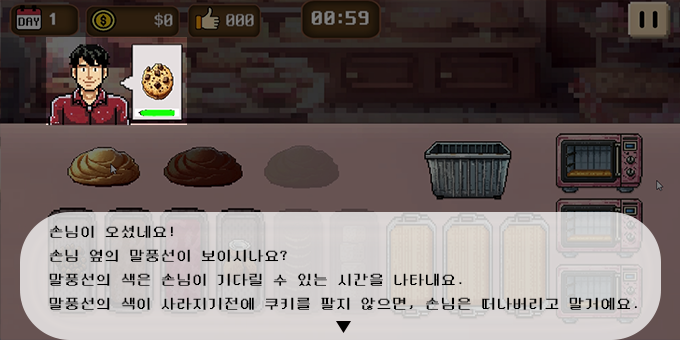 DAY 1
$0
000
00:59
손님이 오셨네요!
손님 옆의 말풍선이 보이시나요?
말풍선의 색은 손님이 기다릴 수 있는 시간을 나타내요.
말풍선의 색이 사라지기전에 쿠키를 팔지 않으면, 손님은 떠나버리고 말거예요.